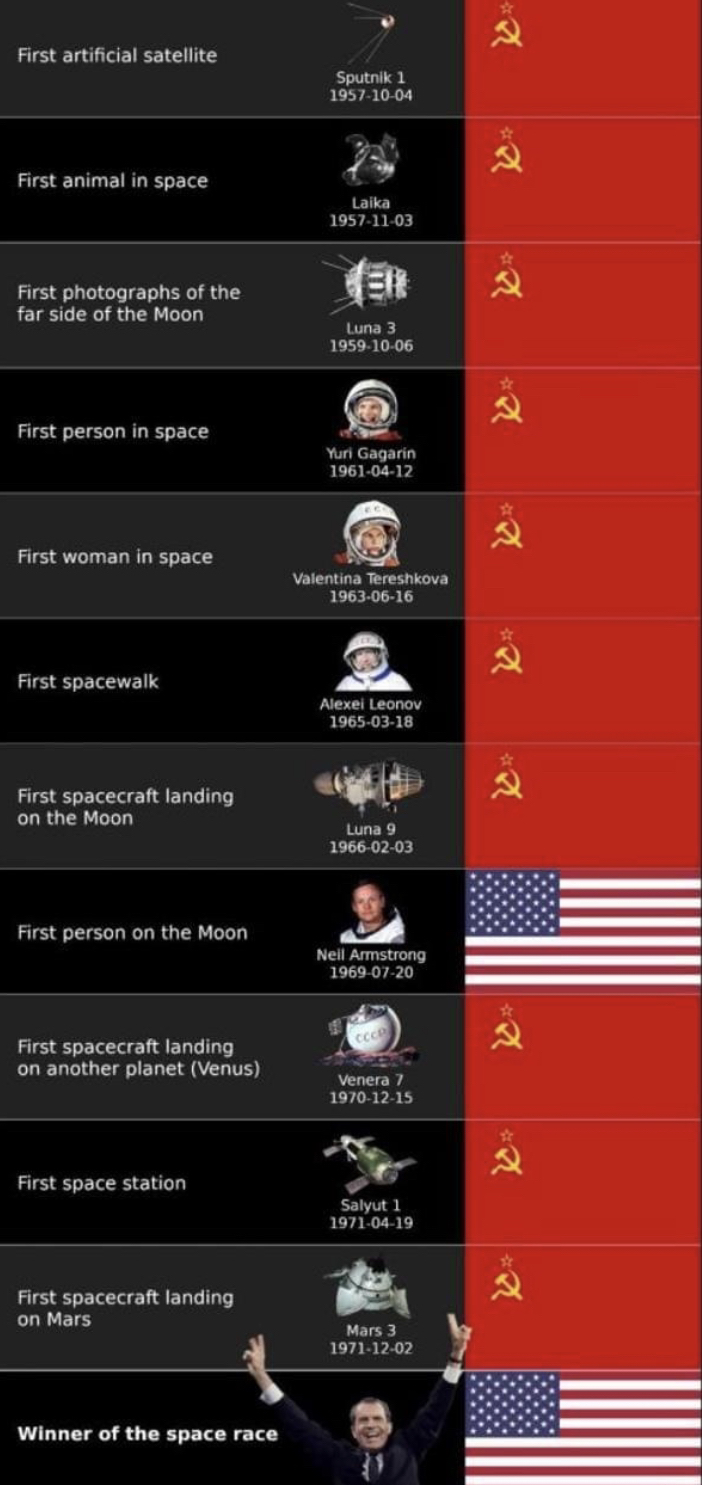 First artificial satellite
Sputnik 1
1957-10-04
First animal in space
Laika
1957-11-03
First photographs of the
far side of the Moon
Luna 3
1959-10-06
First person in space
Yuri Gagarin
1961-04-12
First woman in space
Valentina Tereshkova
1963-06-16
First spacewalk
Alexei Leonov
1965-03-18
First spacecraft landing
on the Moon
Luna 9
1966-02-03
First person on the Moon
Neil Armstrong
1969-07-20
First spacecraft landing
on another planet (Venus)
CCCP
Venera 7
1970-12-15
First space station
Salyut 1
1971-04-19
First spacecraft landing
on Mars
Mars 3
1971-12-02
Winner of the space race